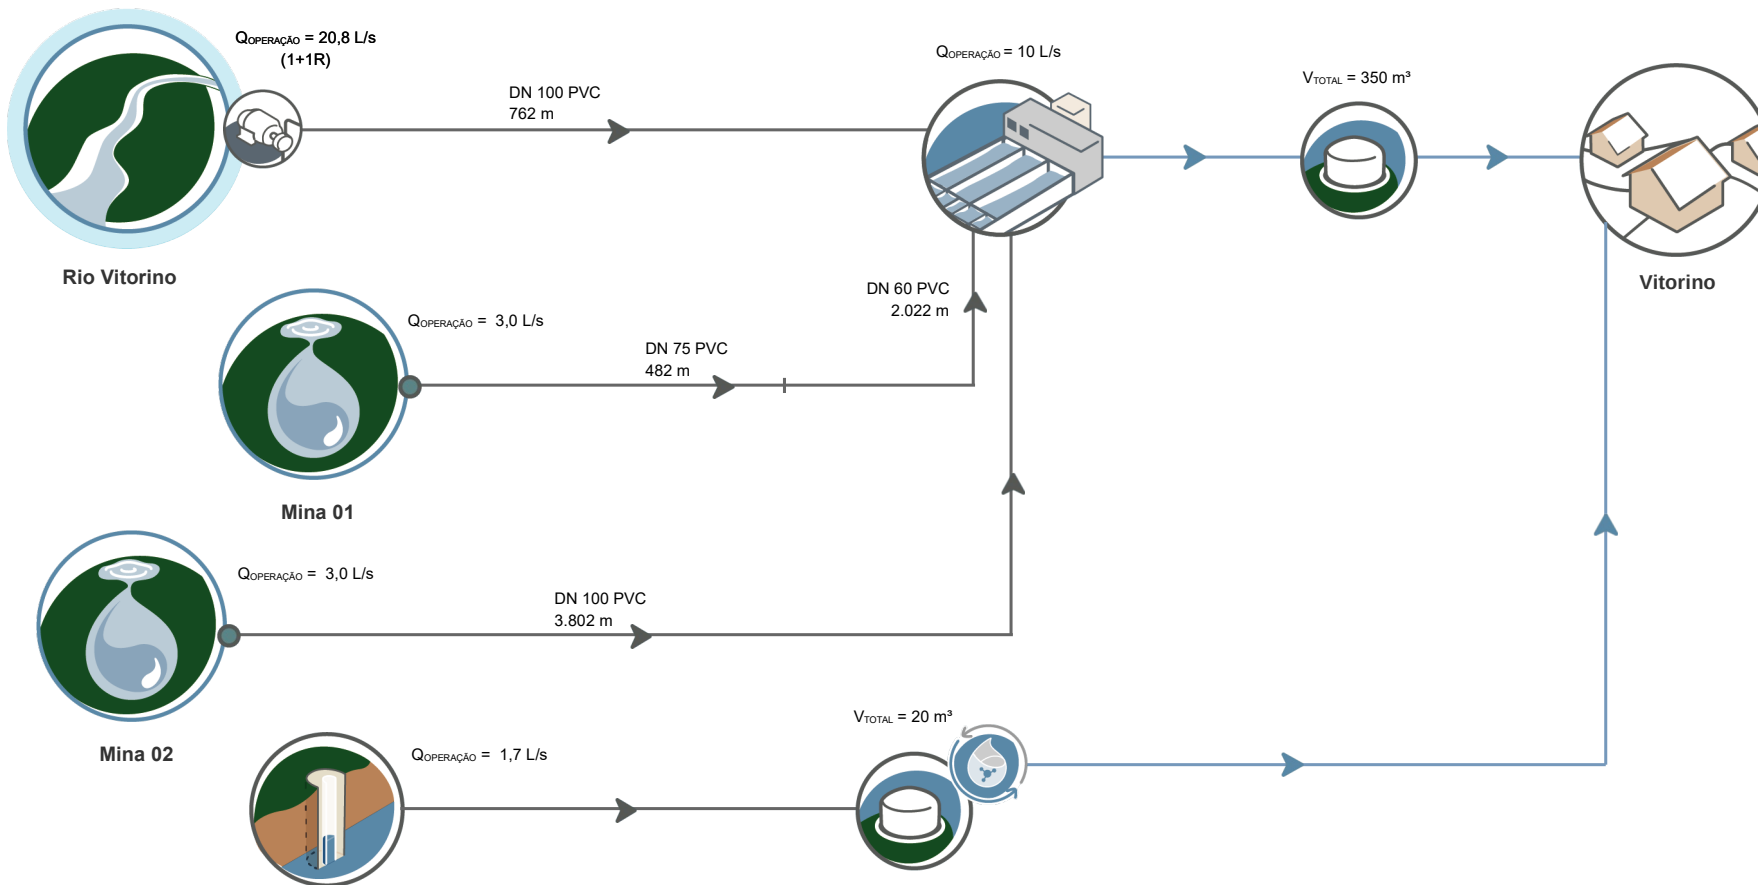 QOPERAÇÃO = 20,8 L/s
(1+1R)
QOPERAÇÃO = 10 L/s
VTOTAL = 350 m³
DN 100 PVC
762 m
Rio Vitorino
Vitorino
DN 60 PVC
2.022 m
QOPERAÇÃO = 3,0 L/s
DN 75 PVC
482 m
Mina 01
QOPERAÇÃO = 3,0 L/s
DN 100 PVC
3.802 m
Mina 02
VTOTAL = 20 m³
QOPERAÇÃO = 1,7 L/s